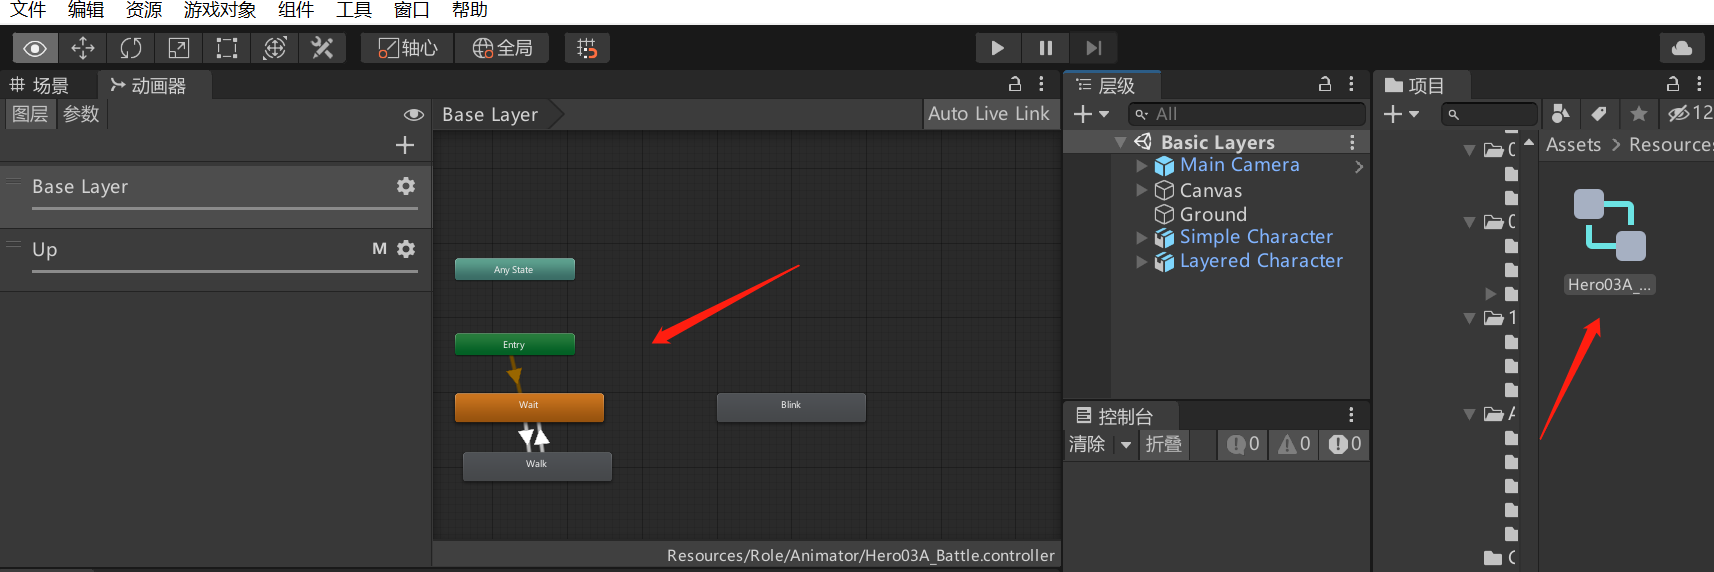 文件 编辑 资源 游戏对象 组件 工具 窗口 帮助
轴心 全局
场景 动画器
图层 参数
Base Layer
Auto Live Link
Base Layer
Up M
Any State
Entry
Wait
Blink
Walk
Resources/Role/Animator/Hero03A_Battle.controller
层级
All
Basic Layers
Main Camera
Canvas
Ground
Simple Character
Layered Character
控制台
清除 折叠 0 0 0
项目
12
Assets > Resources
1
Hero03A_...